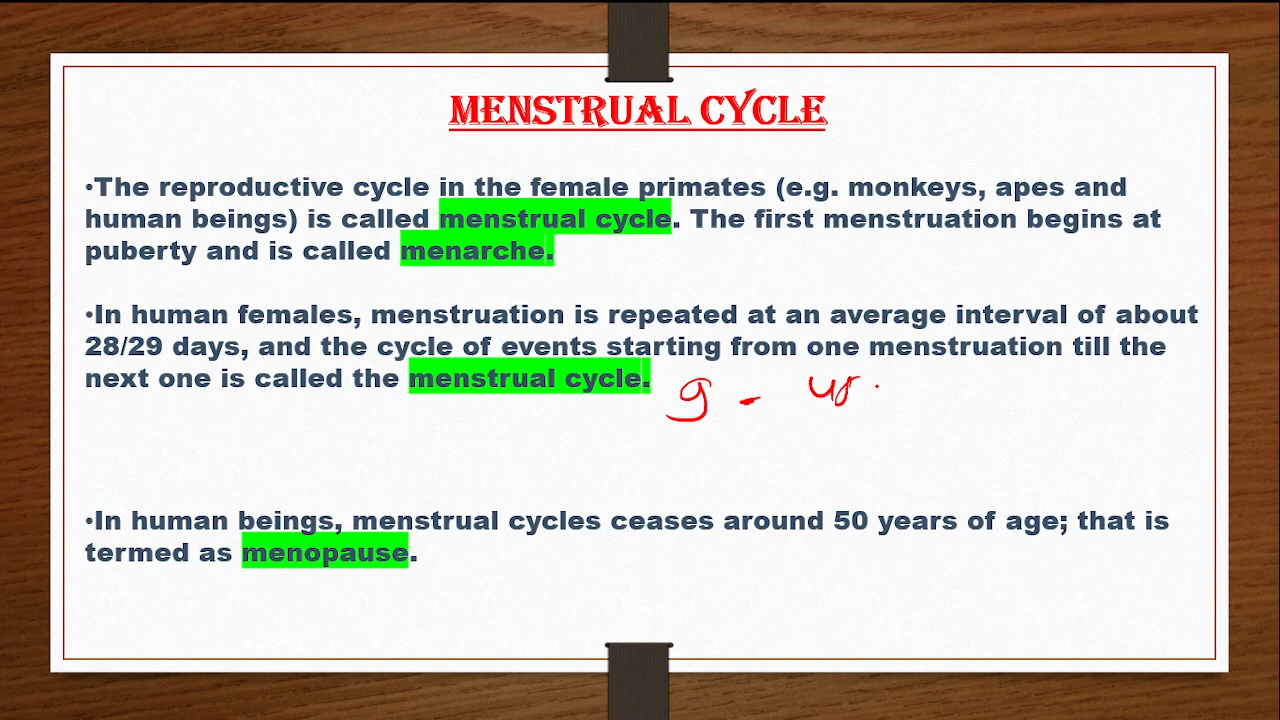 MENSTRUAL CYCLE
•The reproductive cycle in the female primates (e.g. monkeys, apes and
human beings) is called menstrual cycle. The first menstruation begins at
puberty and is called menarche.
•In human females, menstruation is repeated at an average interval of about
28/29 days, and the cycle of events starting from one menstruation till the
next one is called the menstrual cycle.
•In human beings, menstrual cycles ceases around 50 years of age; that is
termed as menopause.